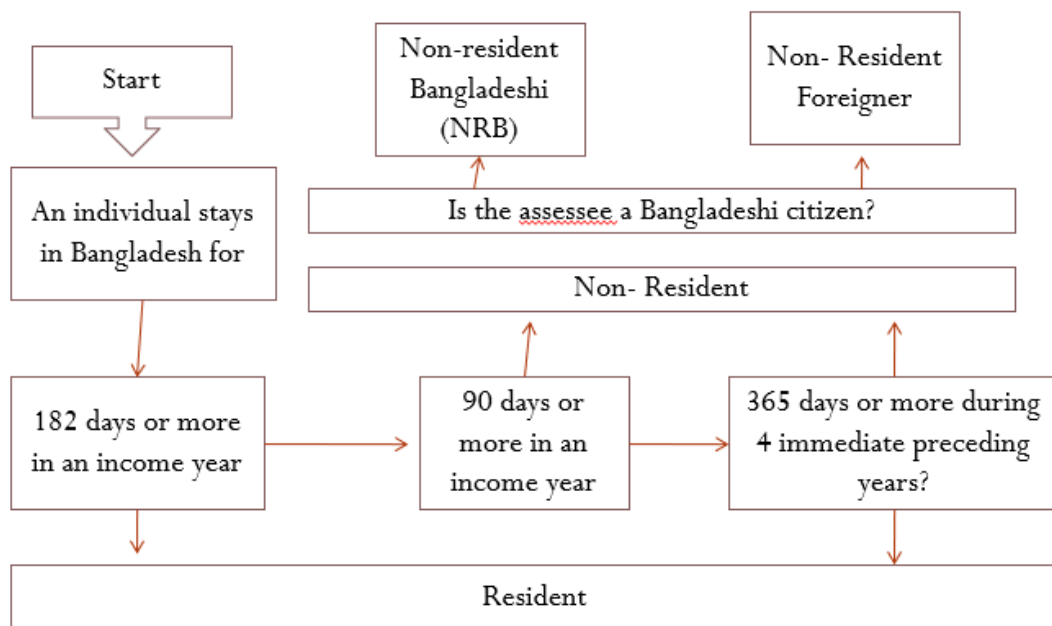 Start
An individual stays
in Bangladesh for
Non-resident
Bangladeshi
(NRB)
Non- Resident
Foreigner
Is the assessee a Bangladeshi citizen?
Non- Resident
182 days or more
in an income year
90 days or
more in an
income year
365 days or more during
4 immediate preceding
years?
Resident